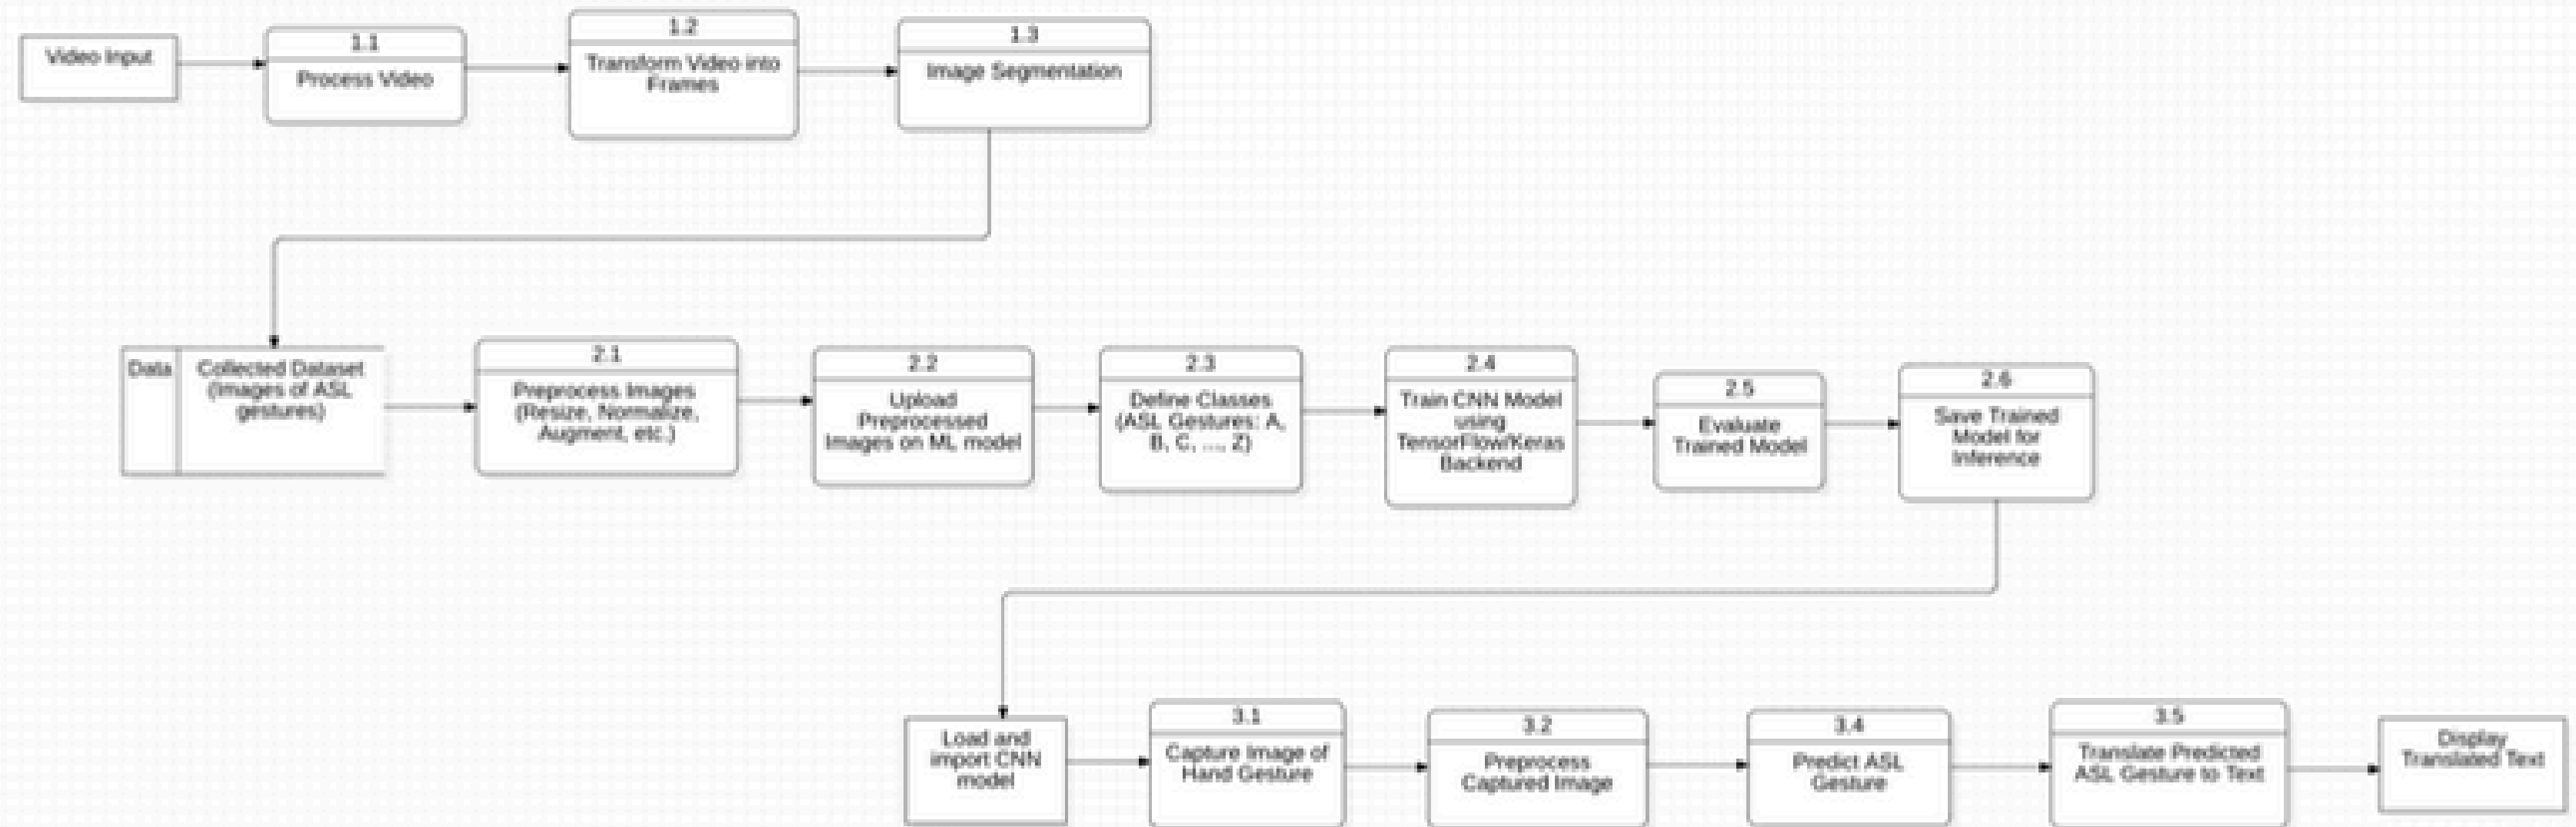 Video Input
1.1
Process Video
1.2
Transform Video into
Frames
1.3
Image Segmentation
Data
Collected Dataset
(Images of ASL
gestures)
2.1
Preprocess Images
(Resize, Normalize,
Augment, etc.)
2.2
Upload
Preprocessed
Images on ML model
2.3
Define Classes
(ASL Gestures: A,
B, C, ..., Z)
2.4
Train CNN Model
using
TensorFlow/Keras
Backend
2.5
Evaluate
Trained Model
2.6
Save Trained
Model for
Inference
Load and
import CNN
model
3.1
Capture Image of
Hand Gesture
3.2
Preprocess
Captured Image
3.4
Predict ASL
Gesture
3.5
Translate Predicted
ASL Gesture to Text
Display
Translated Text